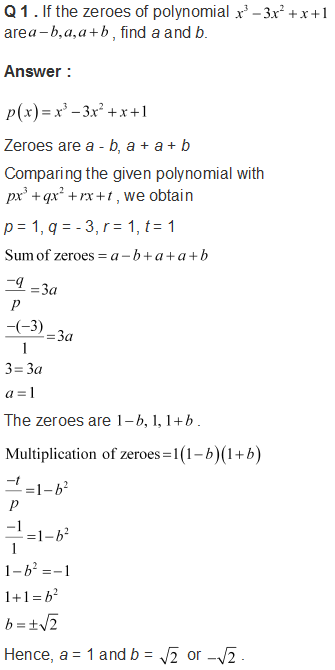 Q 1 . If the zeroes of polynomial x³ – 3x² + x + 1
are a – b, a, a + b , find a and b.
Answer :
p(x) = x³ – 3x² + x + 1
Zeroes are a - b, a + a + b
Comparing the given polynomial with
px³ + qx² + rx + t , we obtain
p = 1, q = - 3, r = 1, t = 1
Sum of zeroes = a – b + a + a + b
–q/p = 3a
–(–3)/1 = 3a
3 = 3a
a = 1
The zeroes are 1 – b, 1, 1 + b .
Multiplication of zeroes = 1(1 – b)(1 + b)
–t/p = 1 – b²
–1/1 = 1 – b²
1 – b² = –1
1 + 1 = b²
b = ±√2
Hence, a = 1 and b = √2 or –√2 .